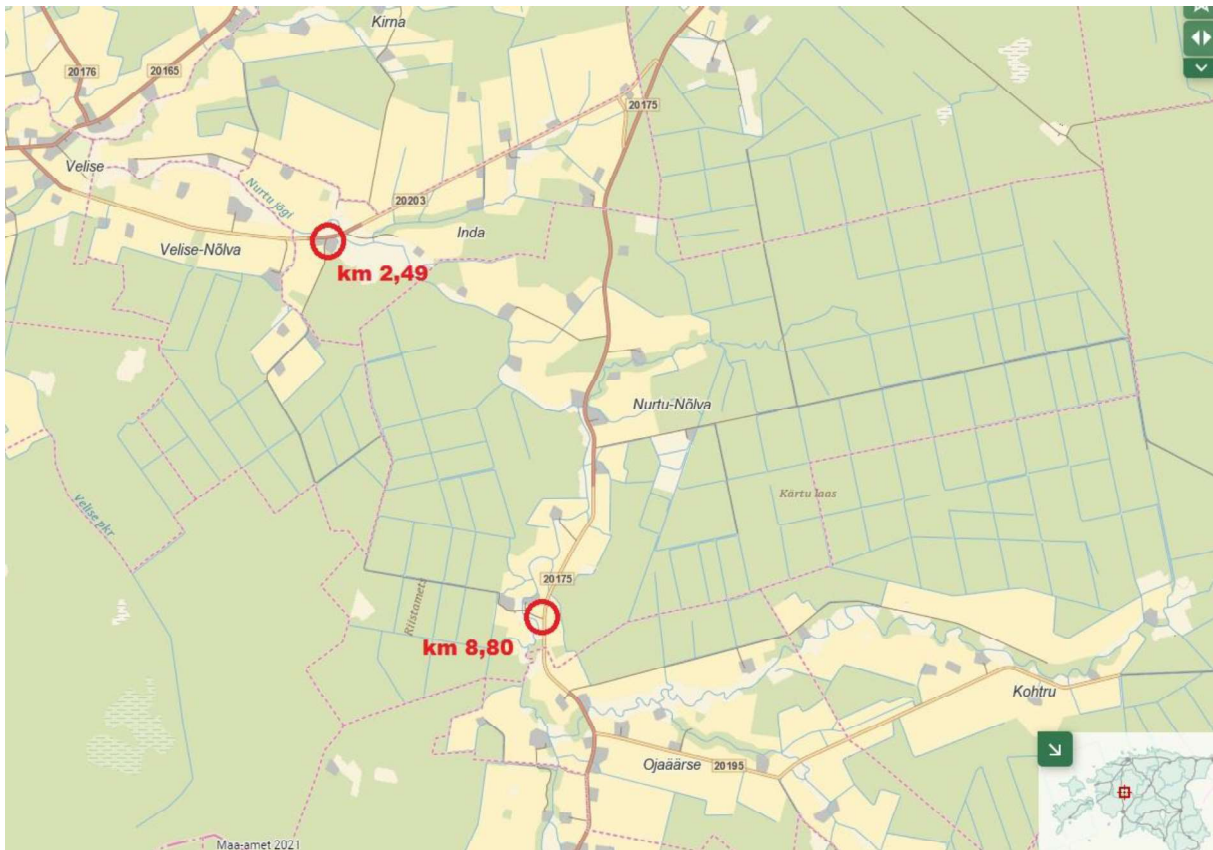 Kirna
20176
20165
20175
Velise
Nurtu jõgi
20203
Inda
Velise-Nõlva
km 2,49
Nurtu-Nõlva
Kärtu laas
Velise pkr
20175
Riistamets
km 8,80
Kohtru
Ojaäärse
20195
Maa-amet 2021